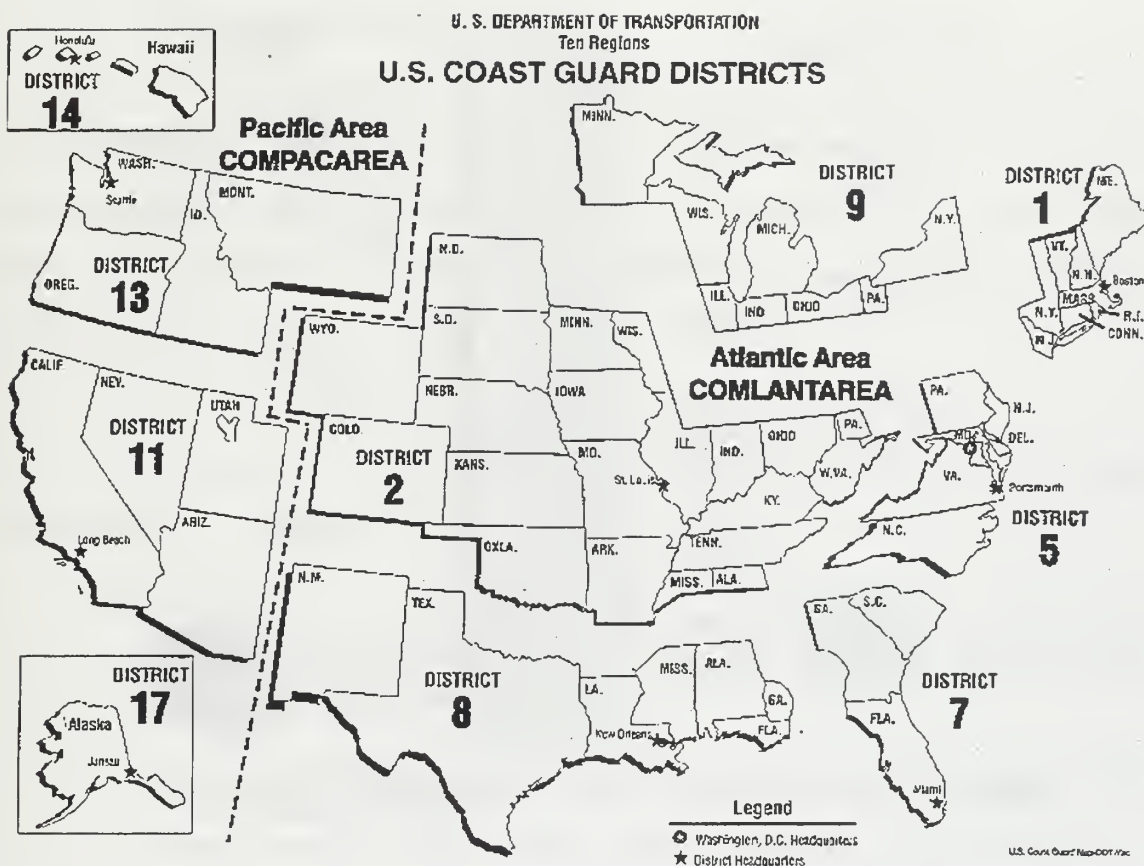 U. S. DEPARTMENT OF TRANSPORTATION
Ten Regions
U.S. COAST GUARD DISTRICTS
Honolulu
Hawaii
DISTRICT
14
Pacific Area
COMPACAREA
WASH.
Seattle
MONT.
ID.
DISTRICT
13
OREG.
MINN.
WIS.
MICH.
DISTRICT
9
N.Y.
ILL.
IND
OHIO
PA.
DISTRICT
1
ME.
VT.
N.H.
Boston
MASS
N.Y.
R.I.
CONN.
N.J.
CALIF.
NEV.
UTAH
DISTRICT
11
ARIZ.
Long Beach
WYO.
N.D.
S.D.
NEBR.
MINN.
WIS.
IOWA
COLO.
DISTRICT
2
KANS.
MO.
St. Louis
ILL.
IND.
OHIO
PA.
W.VA.
KY.
OKLA.
ARK.
TENN.
MISS.
ALA.
Atlantic Area
COMLANTAREA
PA.
N.J.
MD.
DEL.
VA.
Portsmouth
N.C.
DISTRICT
5
N.M.
TEX.
DISTRICT
8
LA.
MISS.
ALA.
GA.
FLA.
New Orleans
GA.
S.C.
FLA.
Miami
DISTRICT
7
DISTRICT
17
Alaska
Juneau
Legend
Washington, D.C. Headquarters
District Headquarters
U.S. Coast Guard